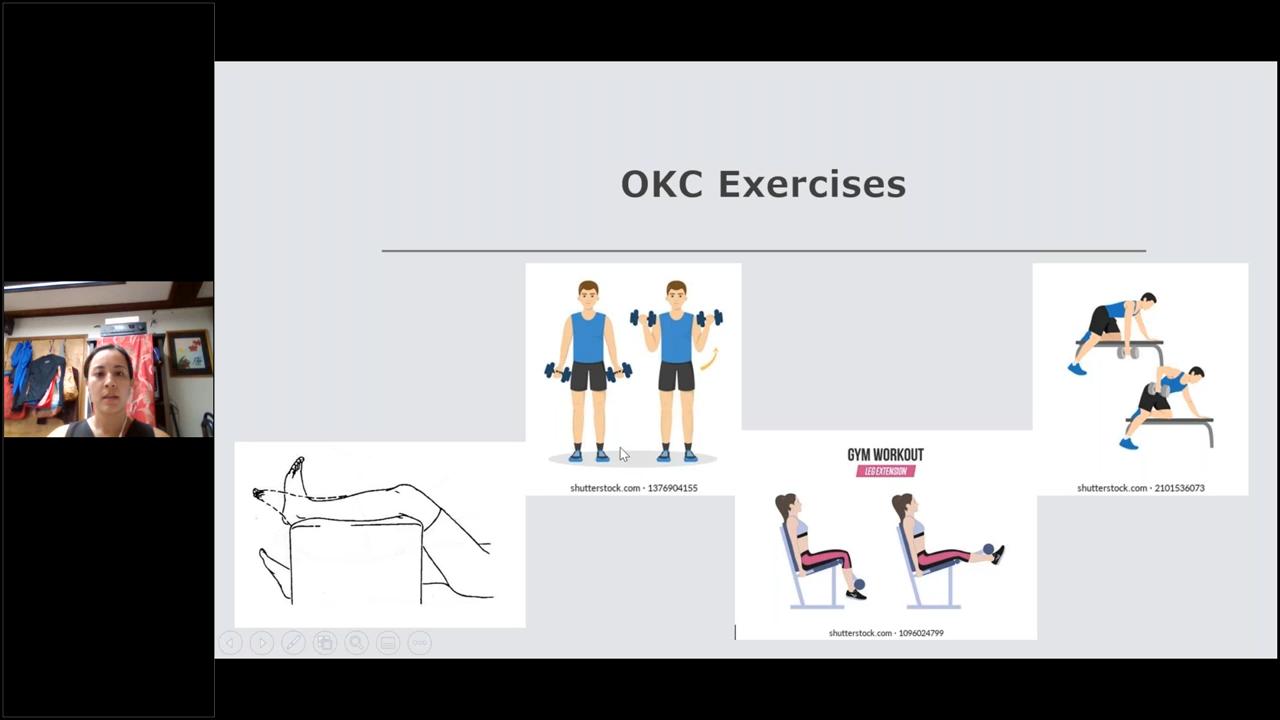 OKC Exercises
shutterstock.com · 1376904155
GYM WORKOUT
LEG EXTENSION
shutterstock.com · 1096024799
shutterstock.com · 2101536073